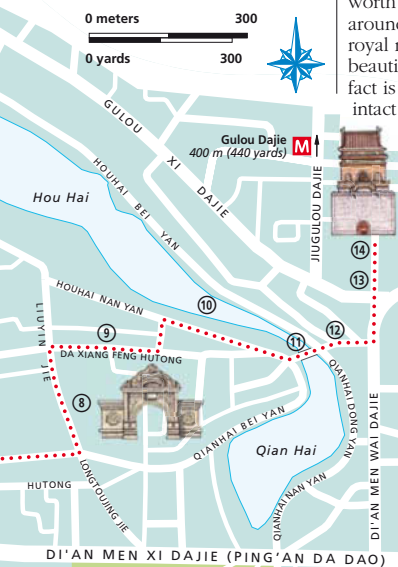 0 meters 300
0 yards 300
worth
around
royal r
beauti
fact is
intact
GULOU XI DAJIE
Gulou Dajie
400 m (440 yards)
M
JIUGULOU DAJIE
HOUHAI BEI YAN
Hou Hai
14
13
HOUHAI NAN YAN
10
LIUYIN JIE
9
11
12
DA XIANG FENG HUTONG
8
QIANHAI DONG YAN
QIANHAI BEI YAN
DI'AN MEN WAI DAJIE
Qian Hai
LONGTOUJING JIE
QIANHAI NAN YAN
HUTONG
DI'AN MEN XI DAJIE (PING'AN DA DAO)